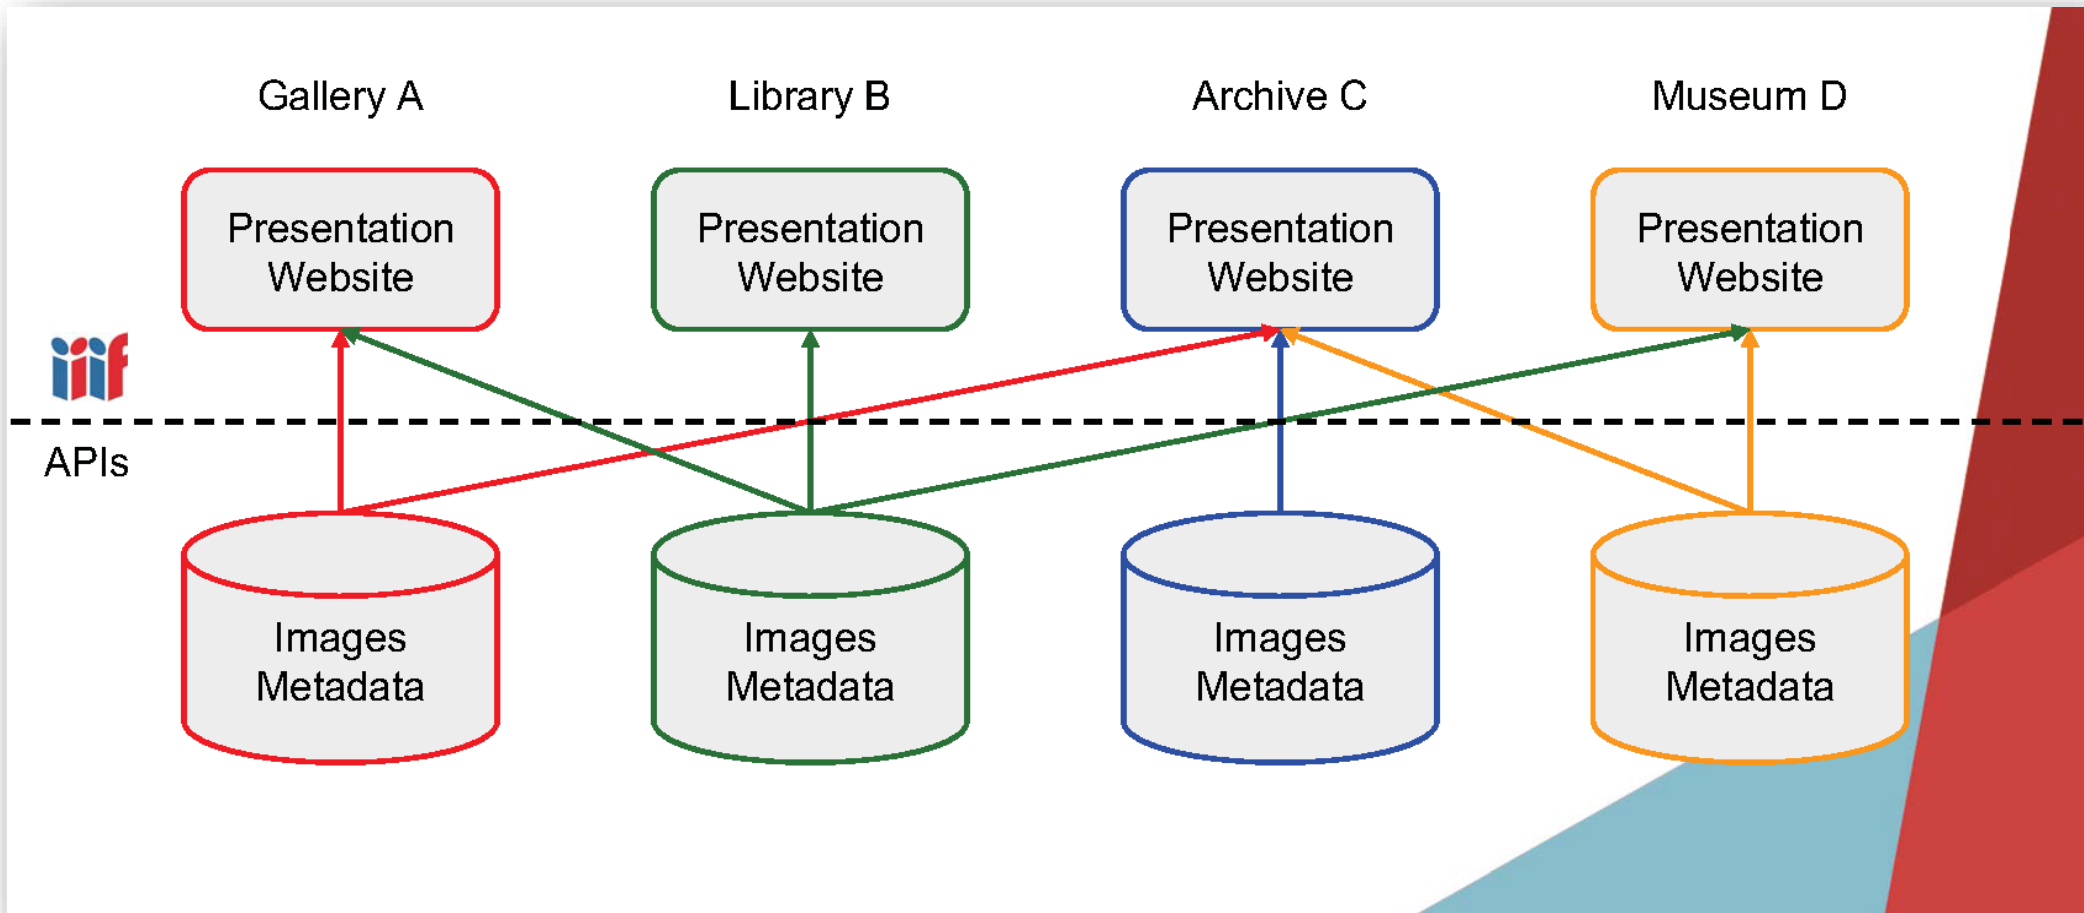 Gallery A
Library B
Archive C
Museum D
Presentation
Website
Presentation
Website
Presentation
Website
Presentation
Website
iiif
APIs
Images
Metadata
Images
Metadata
Images
Metadata
Images
Metadata